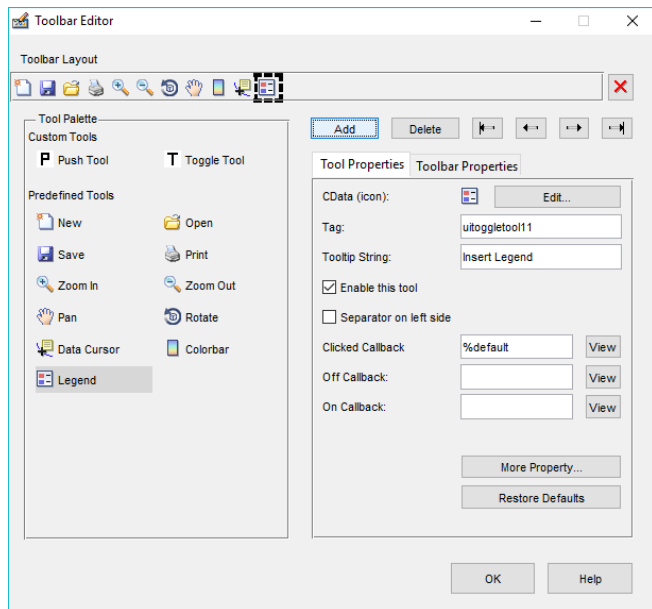 Toolbar Editor
Toolbar Layout
Tool Palette
Custom Tools
P Push Tool T Toggle Tool
Predefined Tools
New Open
Save Print
Zoom In Zoom Out
Pan Rotate
Data Cursor Colorbar
Legend
Add Delete
Tool Properties Toolbar Properties
CData (icon): Edit...
Tag: uitoggletool11
Tooltip String: Insert Legend
Enable this tool
Separator on left side
Clicked Callback %default View
Off Callback: View
On Callback: View
More Property...
Restore Defaults
OK Help